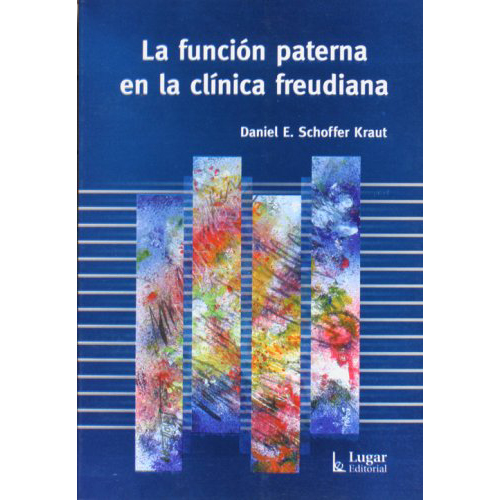 La función paterna
en la clínica freudiana
Daniel E. Schoffer Kraut
Lugar
Editorial